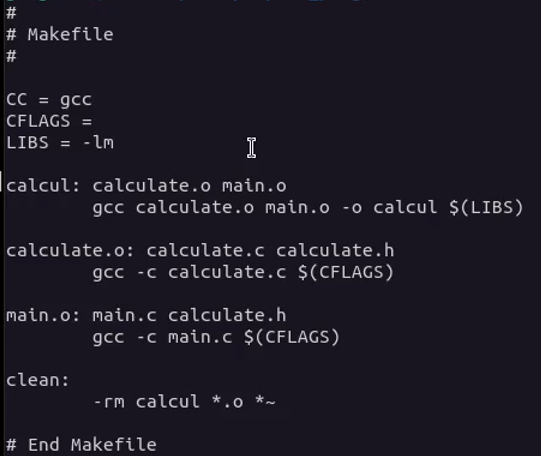 #
# Makefile
#
CC = gcc
CFLAGS =
LIBS = -lm
calcul: calculate.o main.o
gcc calculate.o main.o -o calcul $(LIBS)
calculate.o: calculate.c calculate.h
gcc -c calculate.c $(CFLAGS)
main.o: main.c calculate.h
gcc -c main.c $(CFLAGS)
clean:
-rm calcul *.o *~
# End Makefile